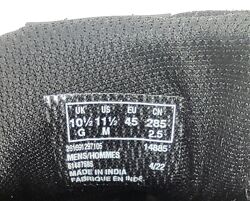 UK US EU CN
10½ 11½ 45 285
G M 2.5
14885
MENS/HOMMES
4/22
MADE IN INDIA
FABRIQUE EN INDE